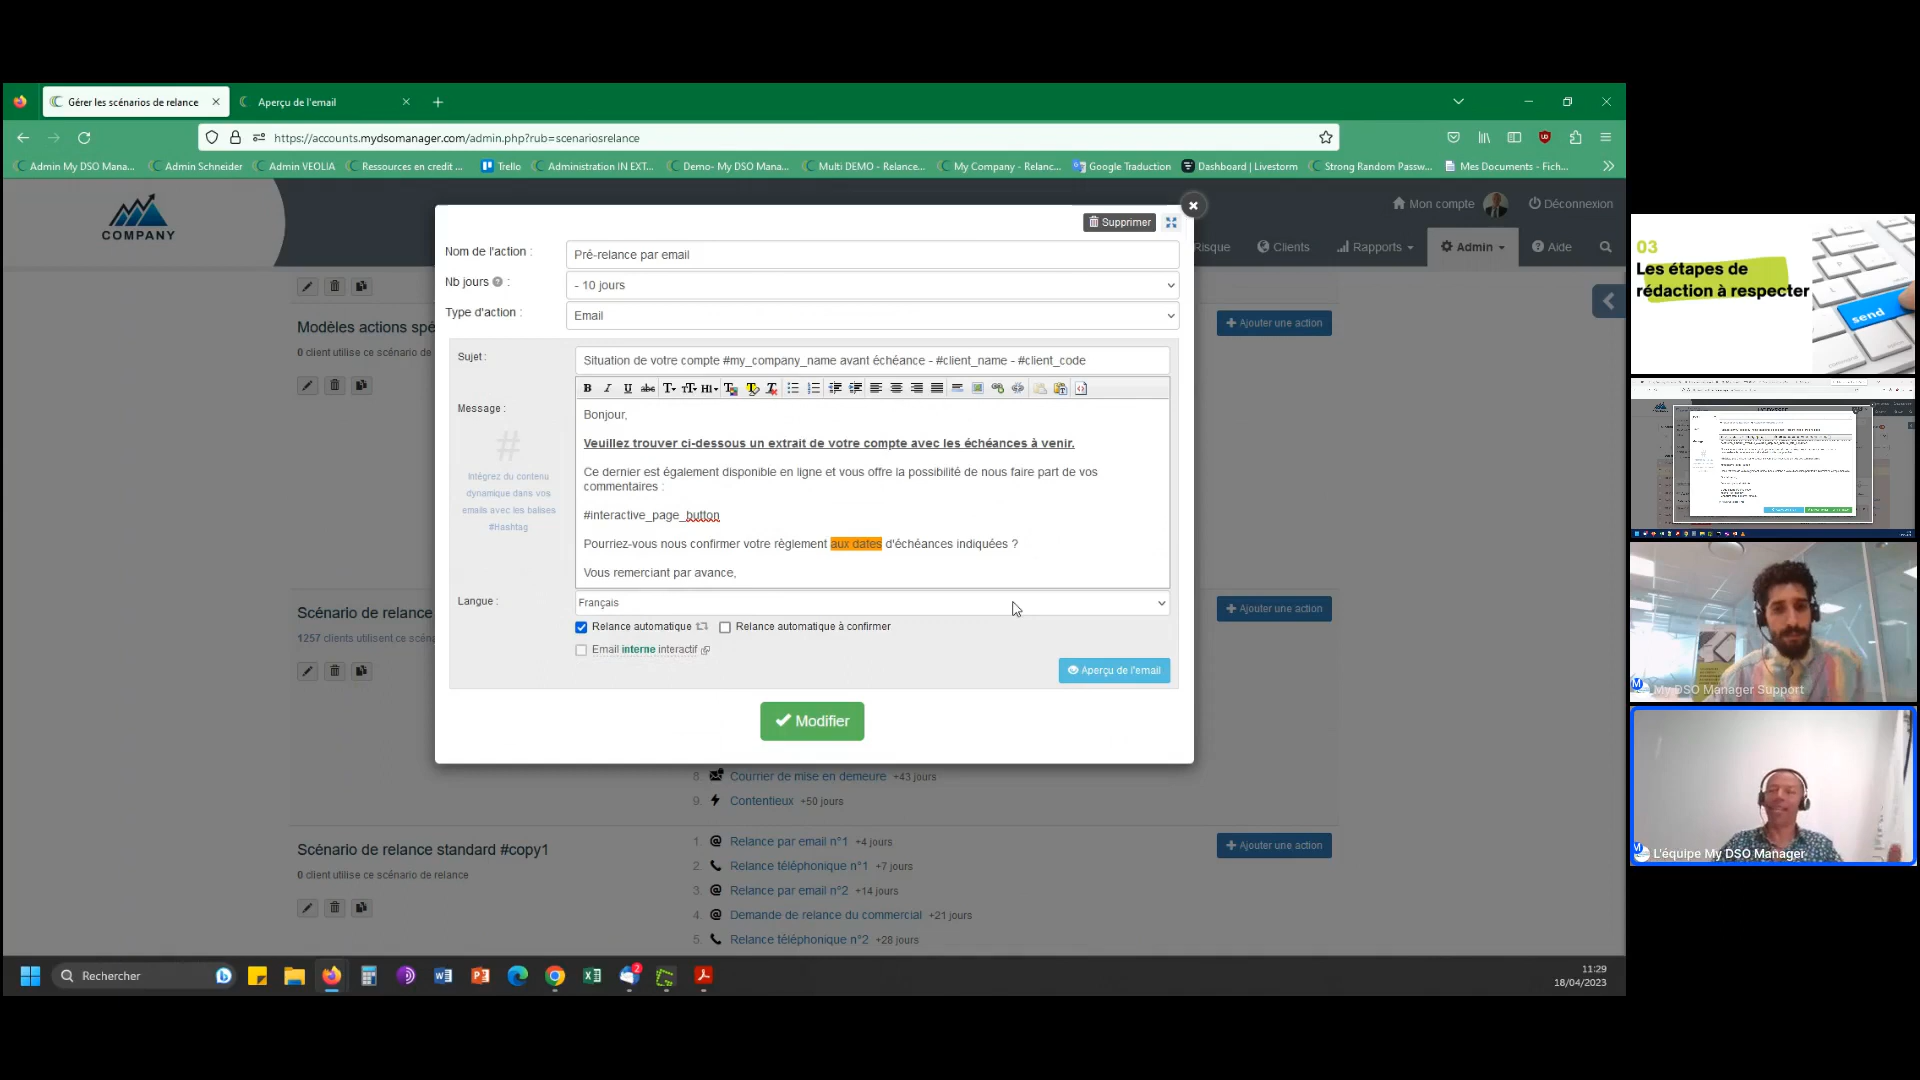 Gérer les scénarios de relance
Aperçu de l'email
https://accounts.mydsomanager.com/admin.php?rub=scenariosrelance
Admin My DSO Mana...
Admin Schneider
Admin VEOLIA
Ressources en credit ...
Trello
Administration IN EXT...
Demo- My DSO Mana...
Multi DEMO - Relance...
My Company - Relanc...
Google Traduction
Dashboard | Livestorm
Strong Random Passw...
Mes Documents - Fich...
COMPANY
Mon compte
Déconnexion
Risque
Clients
Rapports
Admin
Aide
Supprimer
Nom de l'action :
Pré-relance par email
Nb jours :
- 10 jours
Type d'action :
Email
Sujet :
Situation de votre compte #my_company_name avant échéance - #client_name - #client_code
Message :
#
Intégrez du contenu
dynamique dans vos
emails avec les balises
#Hashtag
Bonjour,
Veuillez trouver ci-dessous un extrait de votre compte avec les échéances à venir.
Ce dernier est également disponible en ligne et vous offre la possibilité de nous faire part de vos
commentaires :
#interactive_page_button
Pourriez-vous nous confirmer votre règlement aux dates d'échéances indiquées ?
Vous remerciant par avance,
Langue :
Français
Relance automatique
Relance automatique à confirmer
Email interne interactif
Aperçu de l'email
Modifier
Modèles actions spé
0 client utilise ce scénario de
Ajouter une action
Scénario de relance
1257 clients utilisent ce scéna
Ajouter une action
8. Courrier de mise en demeure +43 jours
9. Contentieux +50 jours
Scénario de relance standard #copy1
0 client utilise ce scénario de relance
1. Relance par email n°1 +4 jours
2. Relance téléphonique n°1 +7 jours
3. Relance par email n°2 +14 jours
4. Demande de relance du commercial +21 jours
5. Relance téléphonique n°2 +28 jours
Ajouter une action
Rechercher
2
11:29
18/04/2023
03
Les étapes de
rédaction à respecter
send
My DSO Manager Support
L'équipe My DSO Manager